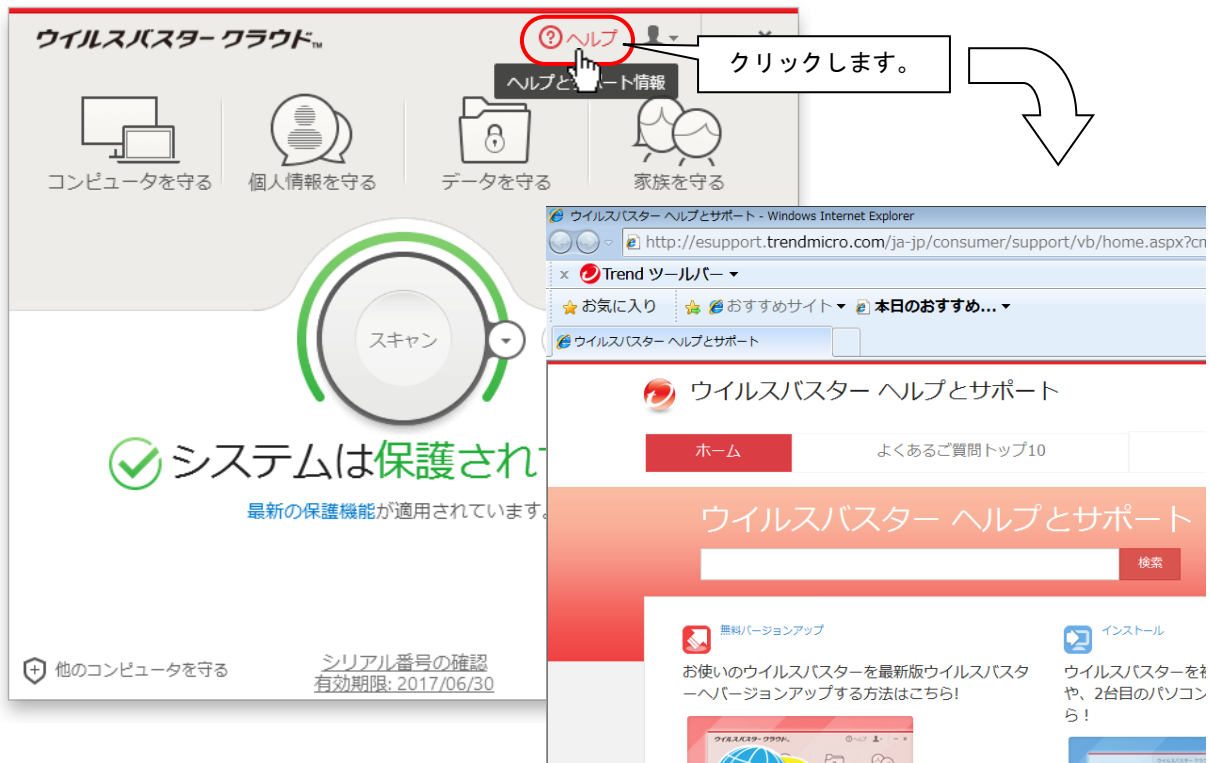 ウイルスバスター クラウド™
ヘルプ
クリックします。
ヘルプと
ート情報
コンピュータを守る
個人情報を守る
データを守る
家族を守る
スキャン
システムは保護され
最新の保護機能が適用されています。
他のコンピュータを守る
シリアル番号の確認
有効期限: 2017/06/30
ウイルスバスター ヘルプとサポート - Windows Internet Explorer
http://esupport.trendmicro.com/ja-jp/consumer/support/vb/home.aspx?cm
x Trend ツールバー
お気に入り
おすすめサイト
本日のおすすめ...
ウイルスバスター ヘルプとサポート
ウイルスバスター ヘルプとサポート
ホーム
よくあるご質問トップ10
ウイルスバスター ヘルプとサポート
検索
無料バージョンアップ
お使いのウイルスバスターを最新版ウイルスバスタ
ーへバージョンアップする方法はこちら!
インストール
ウイルスバスターを初
や、2台目のパソコン
ら！
ウイルスバスター クラウド
ヘルプ